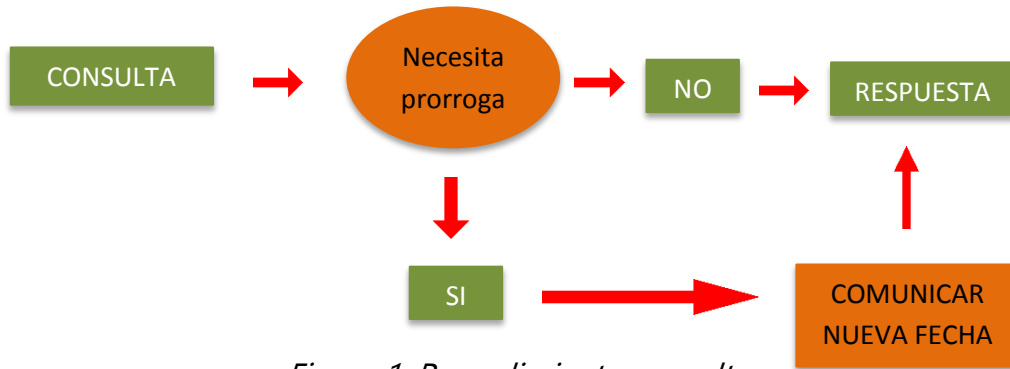 CONSULTA
Necesita
prorroga
NO
RESPUESTA
SI
COMUNICAR
NUEVA FECHA